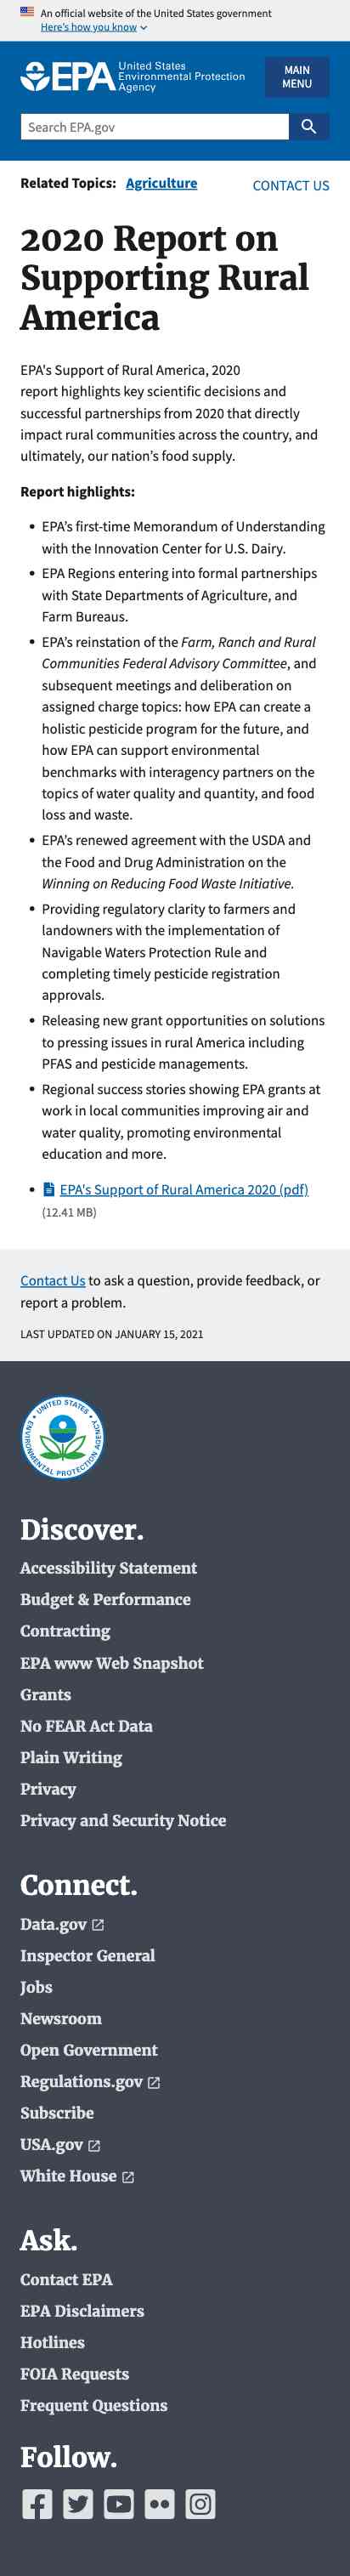 An official website of the United States government
Here's how you know
EPA United States
Environmental Protection
Agency
MAIN
MENU
Search EPA.gov
Related Topics: Agriculture
CONTACT US
2020 Report on
Supporting Rural
America
EPA's Support of Rural America, 2020
report highlights key scientific decisions and
successful partnerships from 2020 that directly
impact rural communities across the country, and
ultimately, our nation’s food supply.
Report highlights:
• EPA’s first-time Memorandum of Understanding
with the Innovation Center for U.S. Dairy.
• EPA Regions entering into formal partnerships
with State Departments of Agriculture, and
Farm Bureaus.
• EPA’s reinstation of the Farm, Ranch and Rural
Communities Federal Advisory Committee, and
subsequent meetings and deliberation on
assigned charge topics: how EPA can create a
holistic pesticide program for the future, and
how EPA can support environmental
benchmarks with interagency partners on the
topics of water quality and quantity, and food
loss and waste.
• EPA’s renewed agreement with the USDA and
the Food and Drug Administration on the
Winning on Reducing Food Waste Initiative.
• Providing regulatory clarity to farmers and
landowners with the implementation of
Navigable Waters Protection Rule and
completing timely pesticide registration
approvals.
• Releasing new grant opportunities on solutions
to pressing issues in rural America including
PFAS and pesticide managements.
• Regional success stories showing EPA grants at
work in local communities improving air and
water quality, promoting environmental
education and more.
• EPA's Support of Rural America 2020 (pdf)
(12.41 MB)
Contact Us to ask a question, provide feedback, or
report a problem.
LAST UPDATED ON JANUARY 15, 2021
UNITED STATES
ENVIRONMENTAL PROTECTION AGENCY
Discover.
Accessibility Statement
Budget & Performance
Contracting
EPA www Web Snapshot
Grants
No FEAR Act Data
Plain Writing
Privacy
Privacy and Security Notice
Connect.
Data.gov
Inspector General
Jobs
Newsroom
Open Government
Regulations.gov
Subscribe
USA.gov
White House
Ask.
Contact EPA
EPA Disclaimers
Hotlines
FOIA Requests
Frequent Questions
Follow.